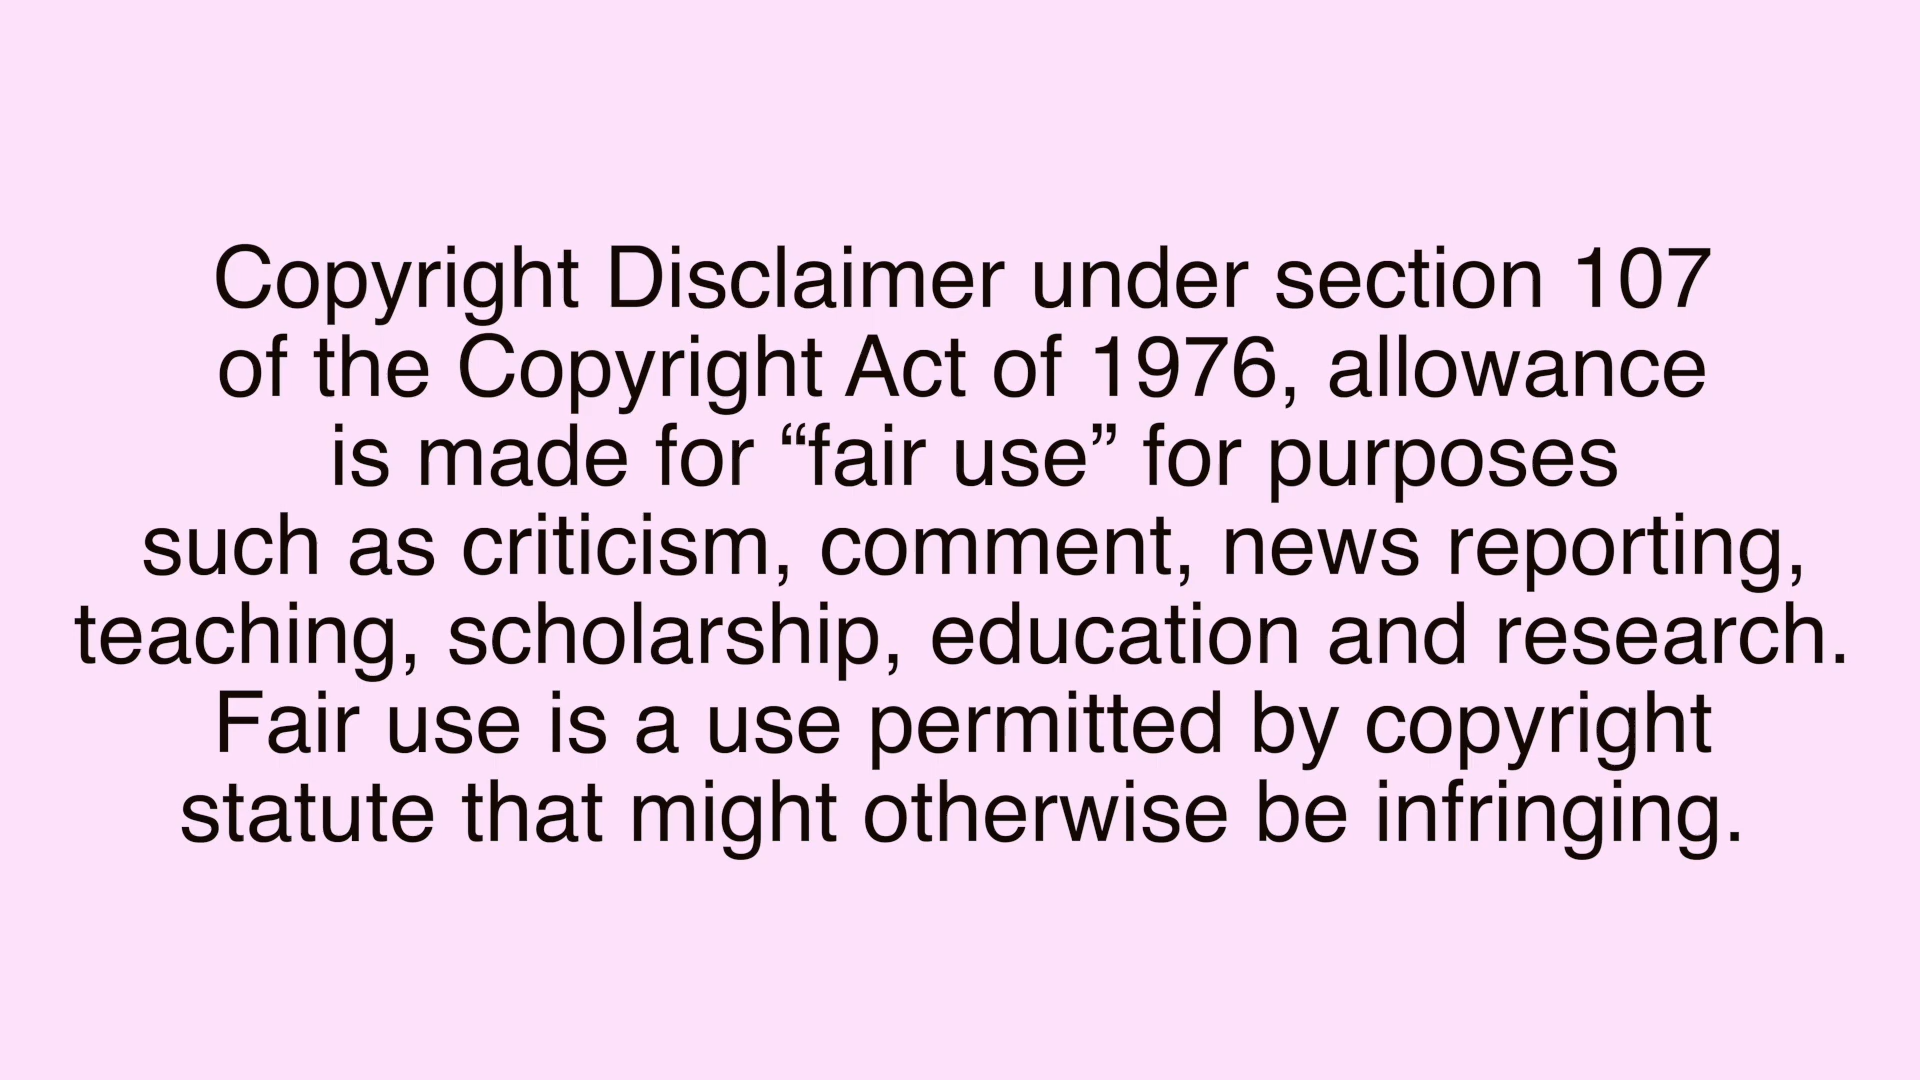 Copyright Disclaimer under section 107
of the Copyright Act of 1976, allowance
is made for “fair use” for purposes
such as criticism, comment, news reporting,
teaching, scholarship, education and research.
Fair use is a use permitted by copyright
statute that might otherwise be infringing.